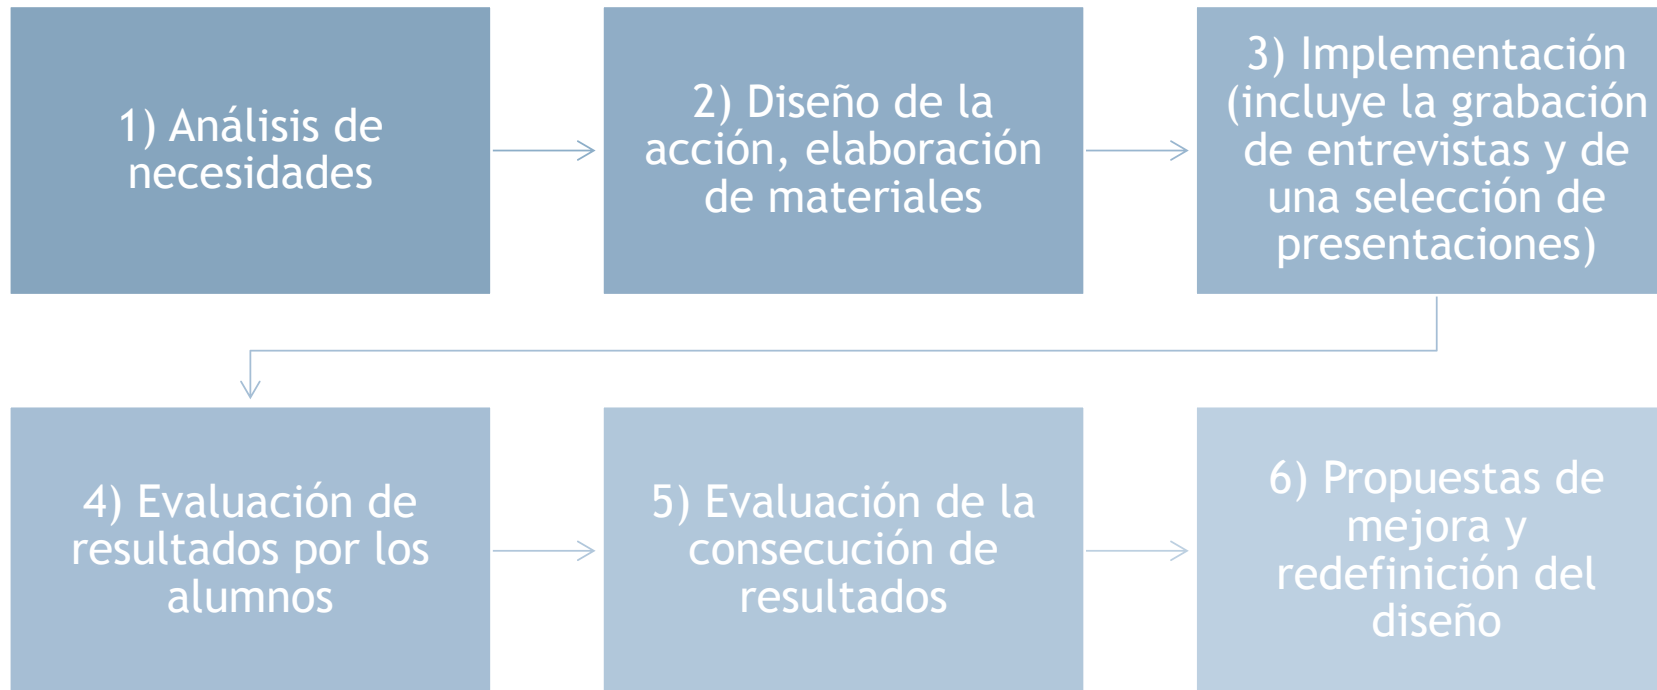 1) Análisis de
necesidades
2) Diseño de la
acción, elaboración
de materiales
3) Implementación
(incluye la grabación
de entrevistas y de
una selección de
presentaciones)
4) Evaluación de
resultados por los
alumnos
5) Evaluación de la
consecución de
resultados
6) Propuestas de
mejora y
redefinición del
diseño